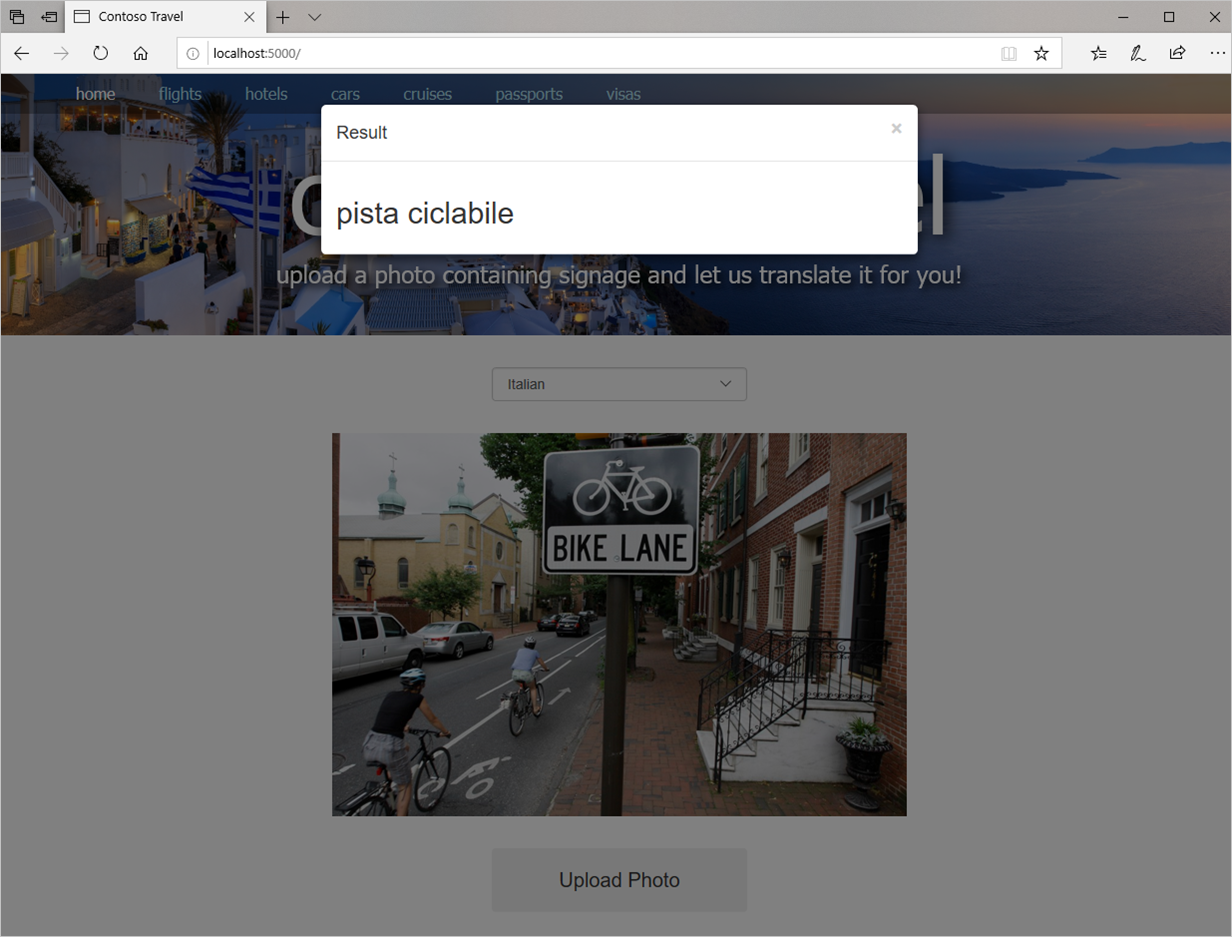 Contoso Travel
localhost:5000/
home flights hotels cars cruises passports visas
Result
×
pista ciclabile
upload a photo containing signage and let us translate it for you!
Italian
BIKE LANE
Upload Photo